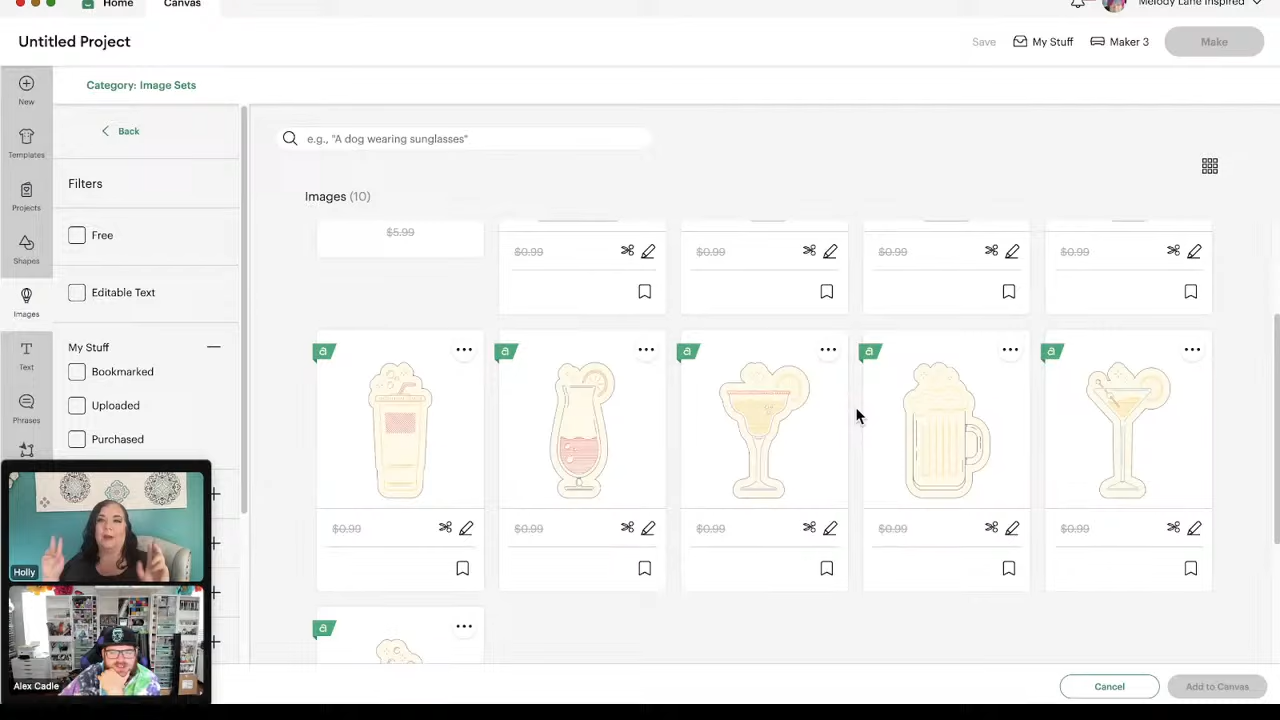 Home
Canvas
Melody Lane Inspired
Untitled Project
Save
My Stuff
Maker 3
Make
New
Templates
Projects
Shapes
Images
Text
Phrases
Category: Image Sets
Back
Filters
Free
Editable Text
My Stuff
Bookmarked
Uploaded
Purchased
e.g., "A dog wearing sunglasses"
Images (10)
$5.99
$0.99
$0.99
$0.99
$0.99
a
a
a
a
a
$0.99
$0.99
$0.99
$0.99
$0.99
a
Holly
Alex Cadle
Cancel
Add to Canvas